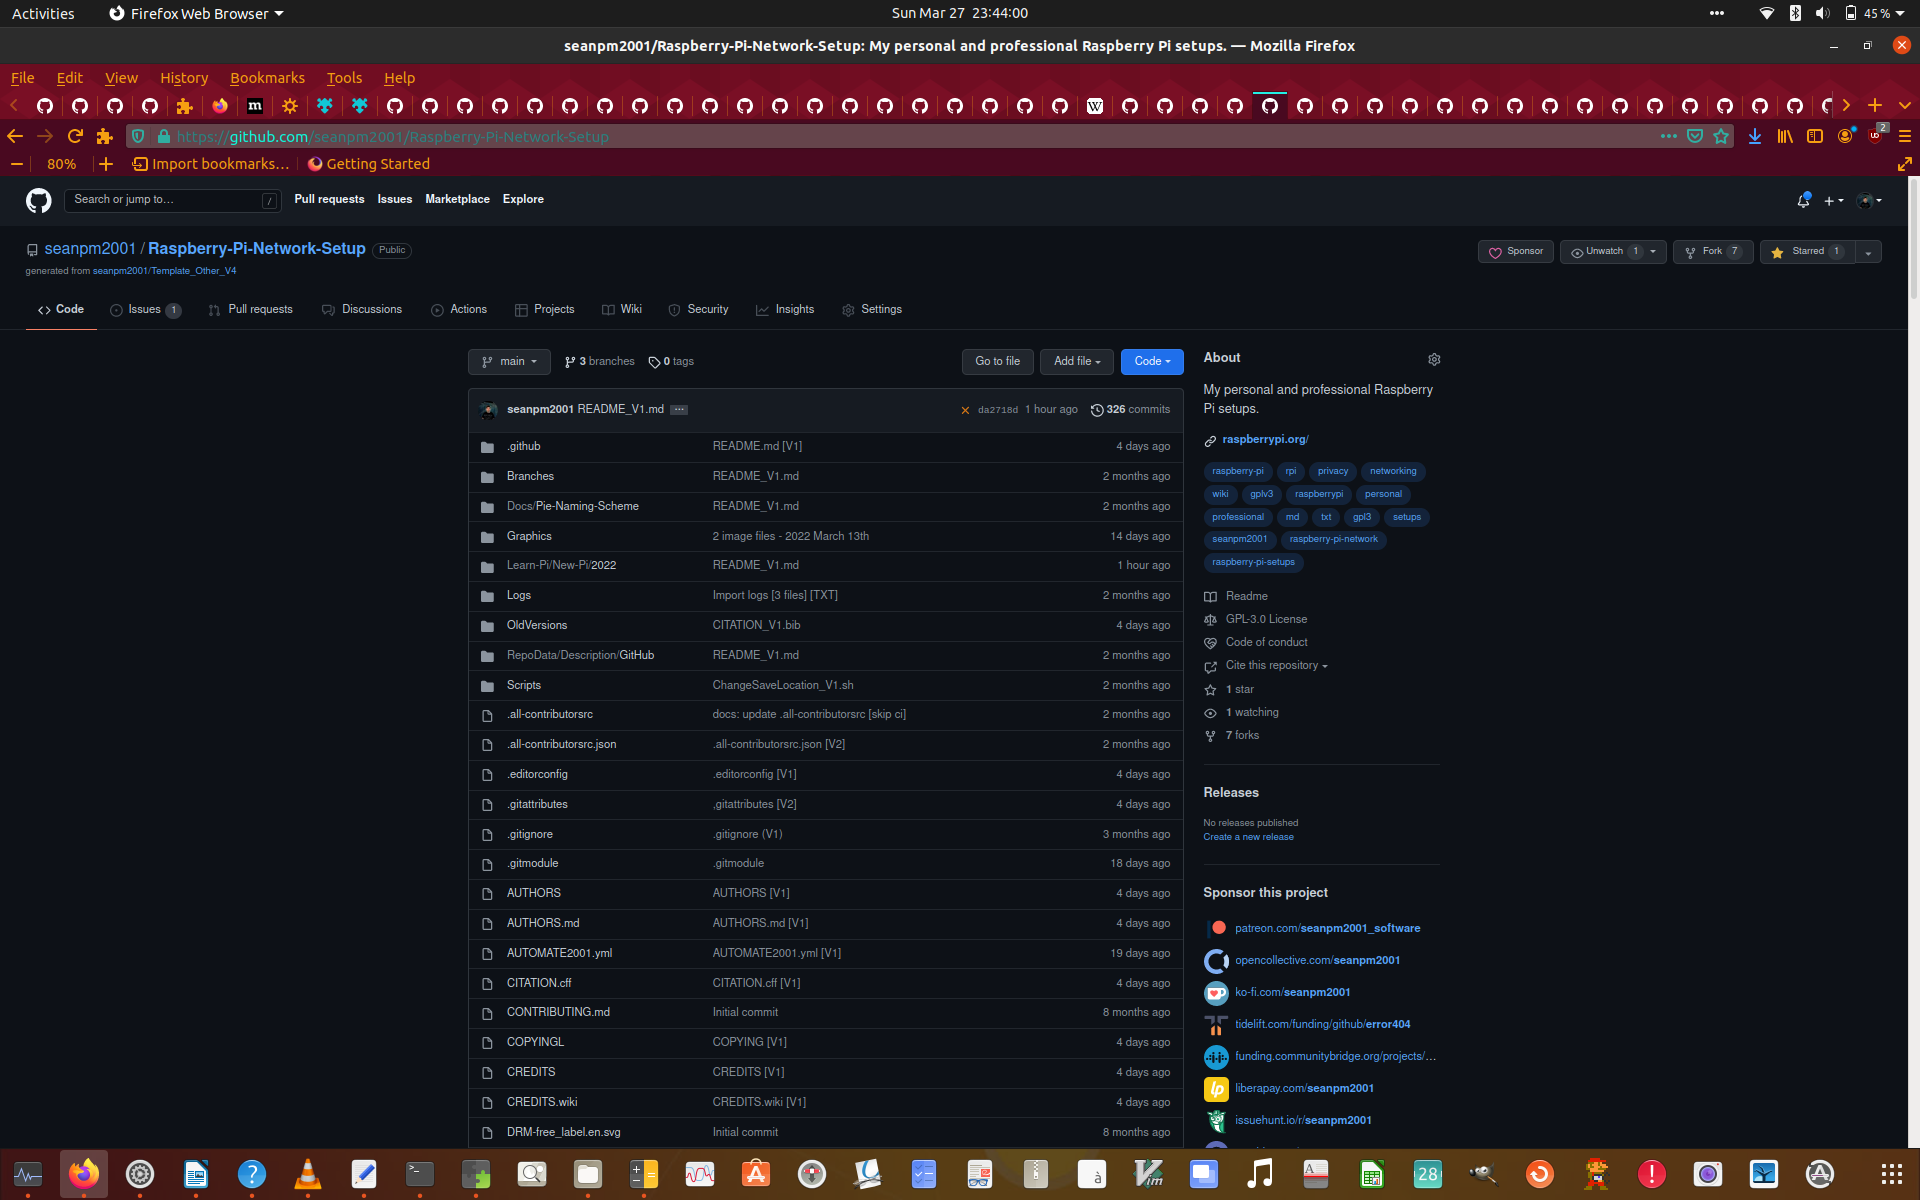 Activities Firefox Web Browser Sun Mar 27 23:44:00 45 %
seanpm2001/Raspberry-Pi-Network-Setup: My personal and professional Raspberry Pi setups. — Mozilla Firefox
File Edit View History Bookmarks Tools Help
https://github.com/seanpm2001/Raspberry-Pi-Network-Setup 2
80% Import bookmarks… Getting Started
Search or jump to… / Pull requests Issues Marketplace Explore
seanpm2001 / Raspberry-Pi-Network-Setup Public Sponsor Unwatch 1 Fork 7 Starred 1
generated from seanpm2001/Template_Other_V4
Code Issues 1 Pull requests Discussions Actions Projects Wiki Security Insights Settings
main 3 branches 0 tags Go to file Add file Code
seanpm2001 README_V1.md da2718d 1 hour ago 326 commits
.github README.md [V1] 4 days ago
Branches README_V1.md 2 months ago
Docs/Pie-Naming-Scheme README_V1.md 2 months ago
Graphics 2 image files - 2022 March 13th 14 days ago
Learn-Pi/New-Pi/2022 README_V1.md 1 hour ago
Logs Import logs [3 files] [TXT] 2 months ago
OldVersions CITATION_V1.bib 4 days ago
RepoData/Description/GitHub README_V1.md 2 months ago
Scripts ChangeSaveLocation_V1.sh 2 months ago
.all-contributorsrc docs: update .all-contributorsrc [skip ci] 2 months ago
.all-contributorsrc.json .all-contributorsrc.json [V2] 2 months ago
.editorconfig .editorconfig [V1] 4 days ago
.gitattributes ,gitattributes [V2] 4 days ago
.gitignore .gitignore (V1) 3 months ago
.gitmodule .gitmodule 18 days ago
AUTHORS AUTHORS [V1] 4 days ago
AUTHORS.md AUTHORS.md [V1] 4 days ago
AUTOMATE2001.yml AUTOMATE2001.yml [V1] 19 days ago
CITATION.cff CITATION.cff [V1] 4 days ago
CONTRIBUTING.md Initial commit 8 months ago
COPYINGL COPYING [V1] 4 days ago
CREDITS CREDITS [V1] 4 days ago
CREDITS.wiki CREDITS.wiki [V1] 4 days ago
DRM-free_label.en.svg Initial commit 8 months ago
About
My personal and professional Raspberry
Pi setups.
raspberrypi.org/
raspberry-pi rpi privacy networking
wiki gplv3 raspberrypi personal
professional md txt gpl3 setups
seanpm2001 raspberry-pi-network
raspberry-pi-setups
Readme
GPL-3.0 License
Code of conduct
Cite this repository
1 star
1 watching
7 forks
Releases
No releases published
Create a new release
Sponsor this project
patreon.com/seanpm2001_software
opencollective.com/seanpm2001
ko-fi.com/seanpm2001
tidelift.com/funding/github/error404
funding.communitybridge.org/projects/…
liberapay.com/seanpm2001
issuehunt.io/r/seanpm2001